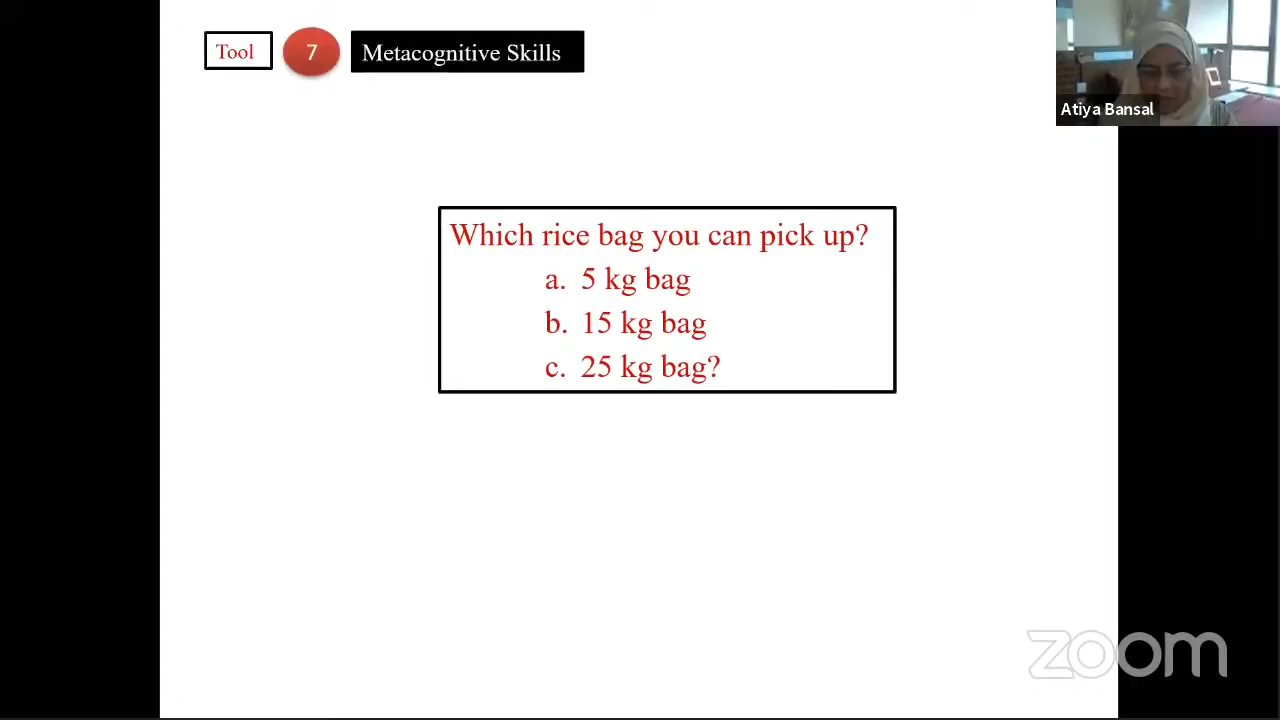 Tool 7 Metacognitive Skills
Atiya Bansal
Which rice bag you can pick up?
a. 5 kg bag
b. 15 kg bag
c. 25 kg bag?
zoom